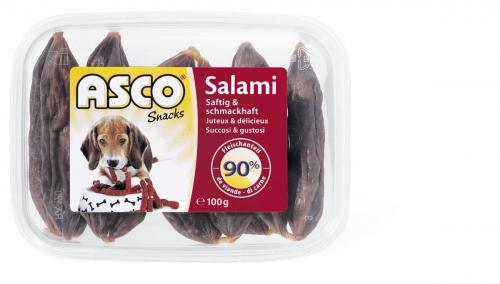 ASCO®
Snacks
Salami
Saftig &
schmackhaft
Juteux & délicieux
Succosi & gustosi
Fleischanteil
90%
de viande - di carne
℮ 100g